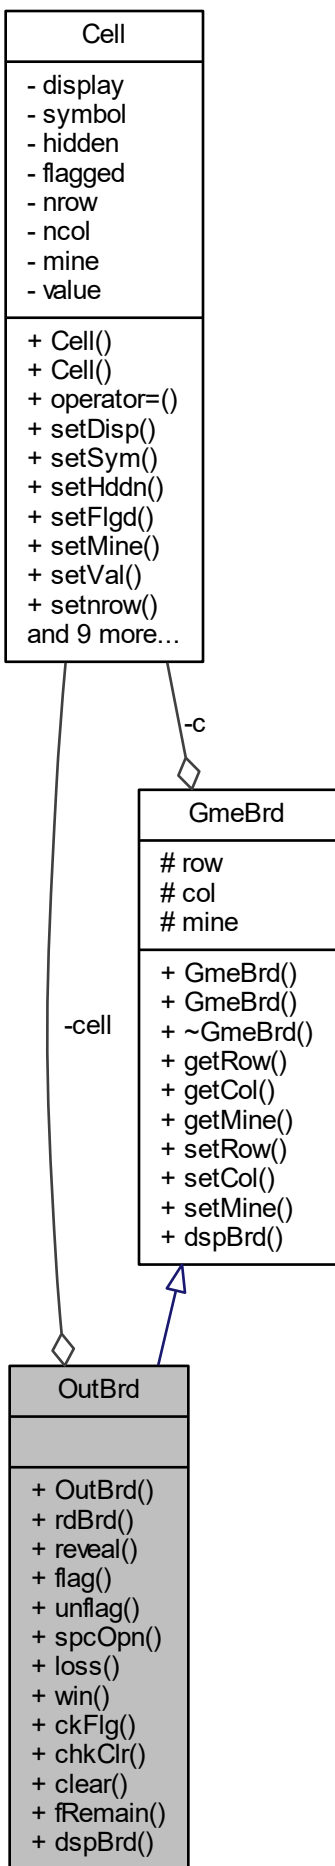 Cell
- display
- symbol
- hidden
- flagged
- nrow
- ncol
- mine
- value
+ Cell()
+ Cell()
+ operator=()
+ setDisp()
+ setSym()
+ setHddn()
+ setFlgd()
+ setMine()
+ setVal()
+ setnrow()
and 9 more...
-c
GmeBrd
# row
# col
# mine
+ GmeBrd()
+ GmeBrd()
+ ~GmeBrd()
+ getRow()
+ getCol()
+ getMine()
+ setRow()
+ setCol()
+ setMine()
+ dspBrd()
-cell
OutBrd
+ OutBrd()
+ rdBrd()
+ reveal()
+ flag()
+ unflag()
+ spcOpn()
+ loss()
+ win()
+ ckFlg()
+ chkClr()
+ clear()
+ fRemain()
+ dspBrd()